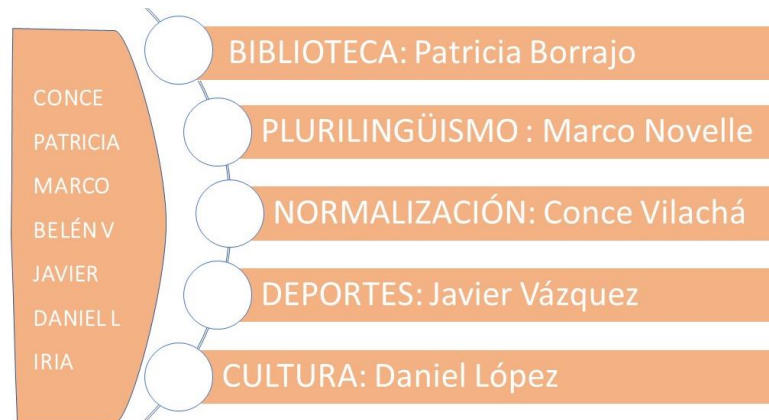 CONCE
PATRICIA
MARCO
BELÉN V
JAVIER
DANIEL L
IRIA
BIBLIOTECA: Patricia Borrajo
PLURILINGÜISMO : Marco Novelle
NORMALIZACIÓN: Conce Vilachá
DEPORTES: Javier Vázquez
CULTURA: Daniel López